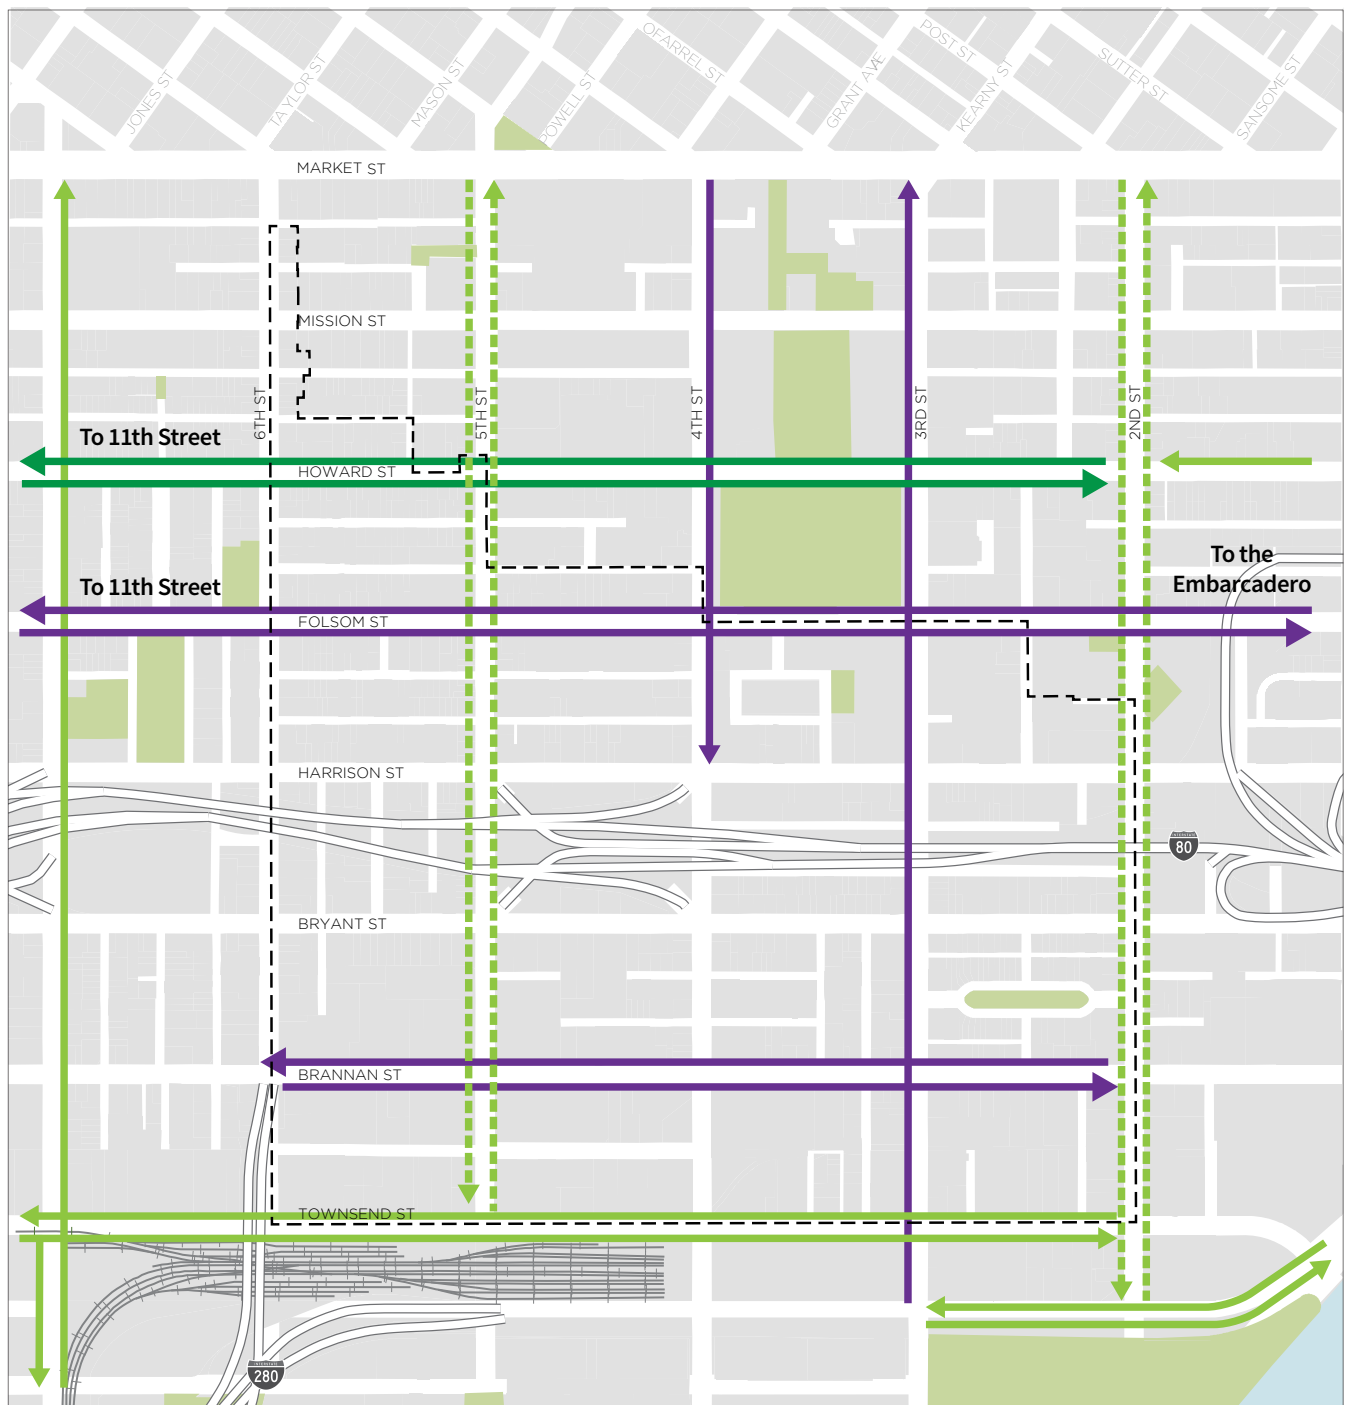 JONES ST
TAYLOR ST
MASON ST
POWELL ST
OFARREL ST
GRANT AVE
POST ST
KEARNY ST
SUTTER ST
SANSOME ST
MARKET ST
MISSION ST
6TH ST
5TH ST
4TH ST
3RD ST
2ND ST
To 11th Street
HOWARD ST
To the
Embarcadero
To 11th Street
FOLSOM ST
HARRISON ST
INTERSTATE
80
BRYANT ST
BRANNAN ST
TOWNSEND ST
INTERSTATE
280